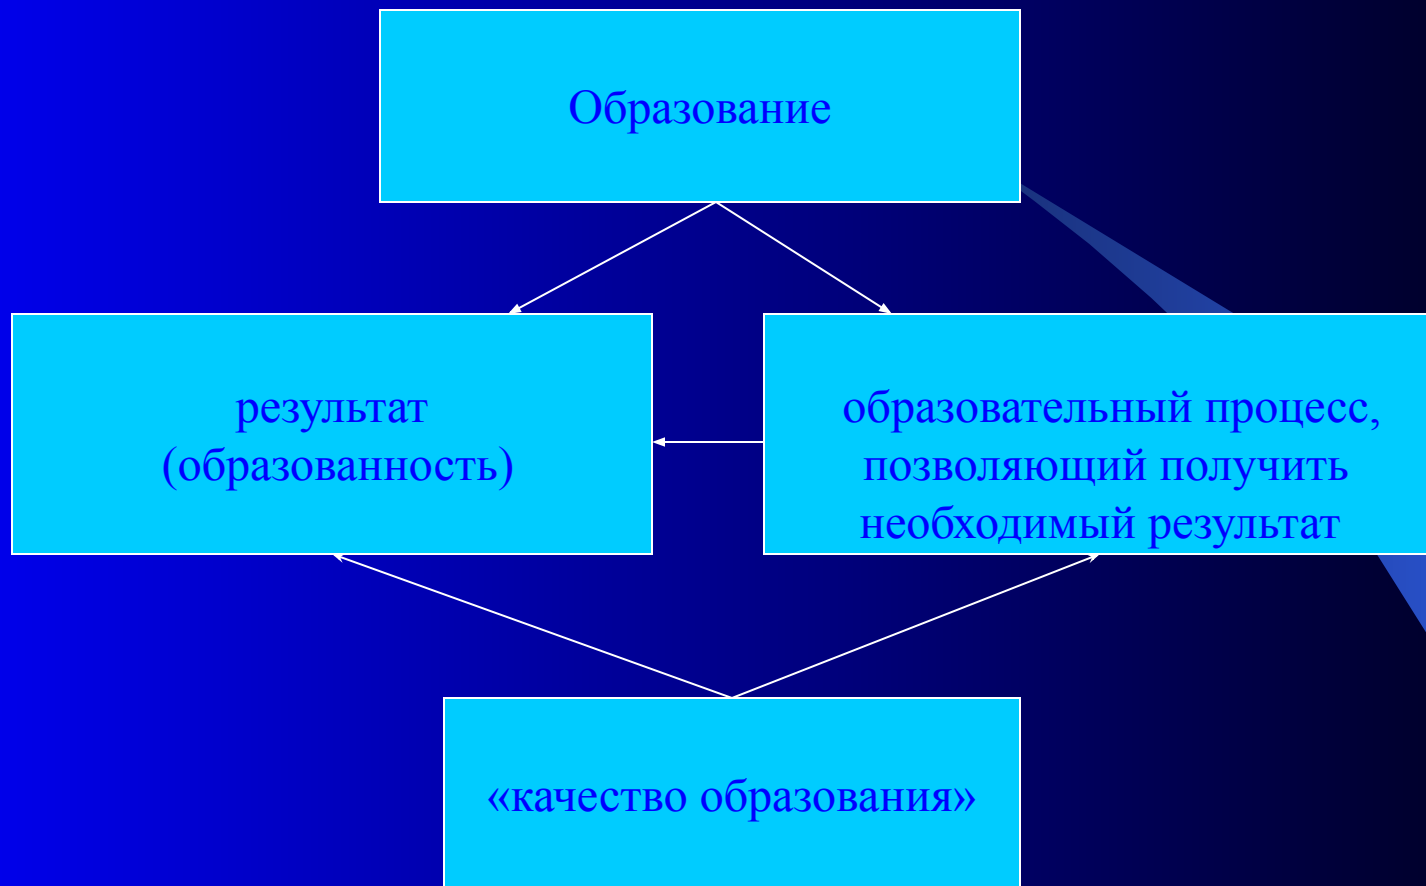 Образование
результат
(образованность)
образовательный процесс,
позволяющий получить
необходимый результат
«качество образования»